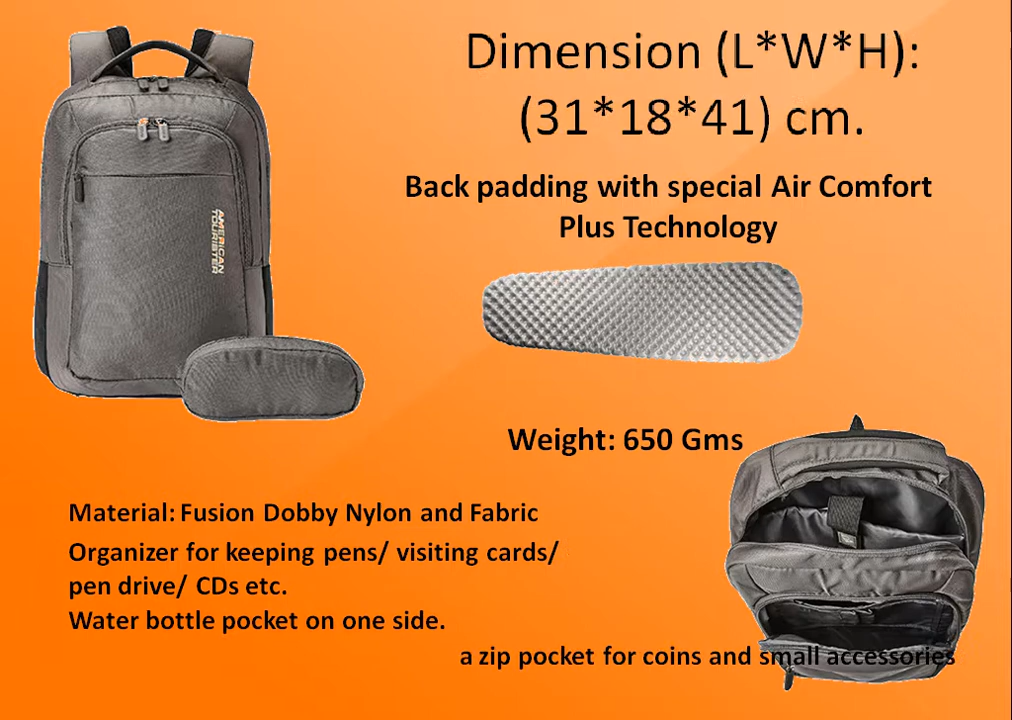 Dimension (L*W*H):
(31*18*41) cm.
Back padding with special Air Comfort
Plus Technology
AMERICAN
TOURISTER
Weight: 650 Gms
Material: Fusion Dobby Nylon and Fabric
Organizer for keeping pens/ visiting cards/
pen drive/ CDs etc.
Water bottle pocket on one side.
a zip pocket for coins and small accessories